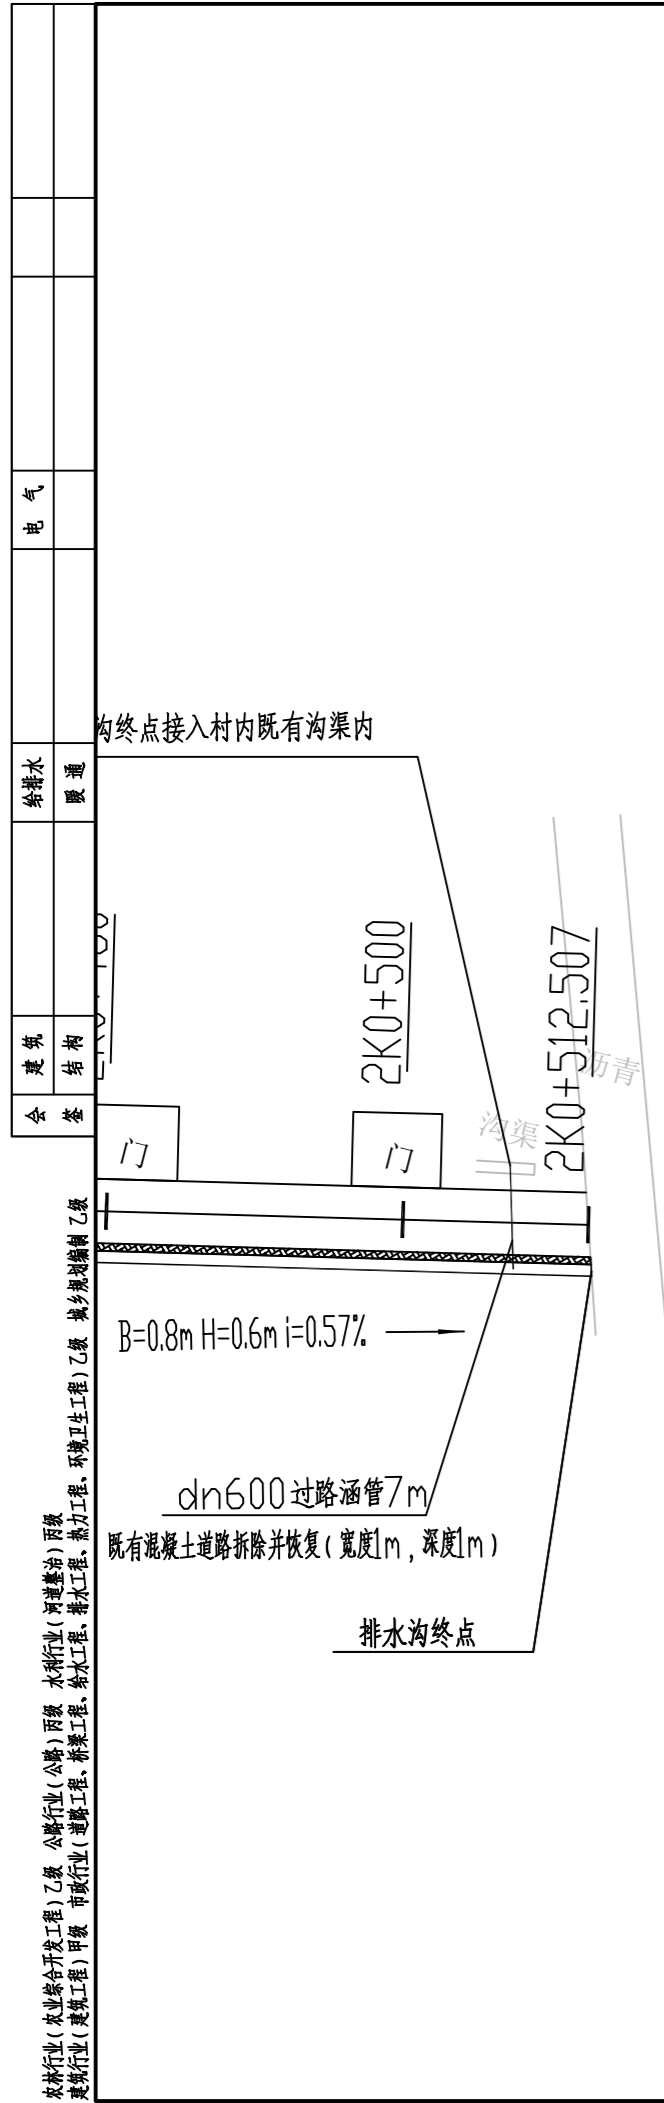 电 气
给排水
暖 通
建 筑
结 构
会 签
沟终点接入村内既有沟渠内
2K0+500
2K0+512.507
沥青
沟渠
门
门
B=0.8m H=0.6m i=0.57%
dn600过路涵管7m
既有混凝土道路拆除并恢复(宽度1m,深度1m)
排水沟终点
农林行业(农业综合开发工程)乙级 公路行业(公路)丙级 水利行业(河道整治)丙级
建筑行业(建筑工程)甲级 市政行业(道路工程、桥梁工程、给水工程、排水工程、热力工程、环境卫生工程)乙级 城乡规划编制 乙级